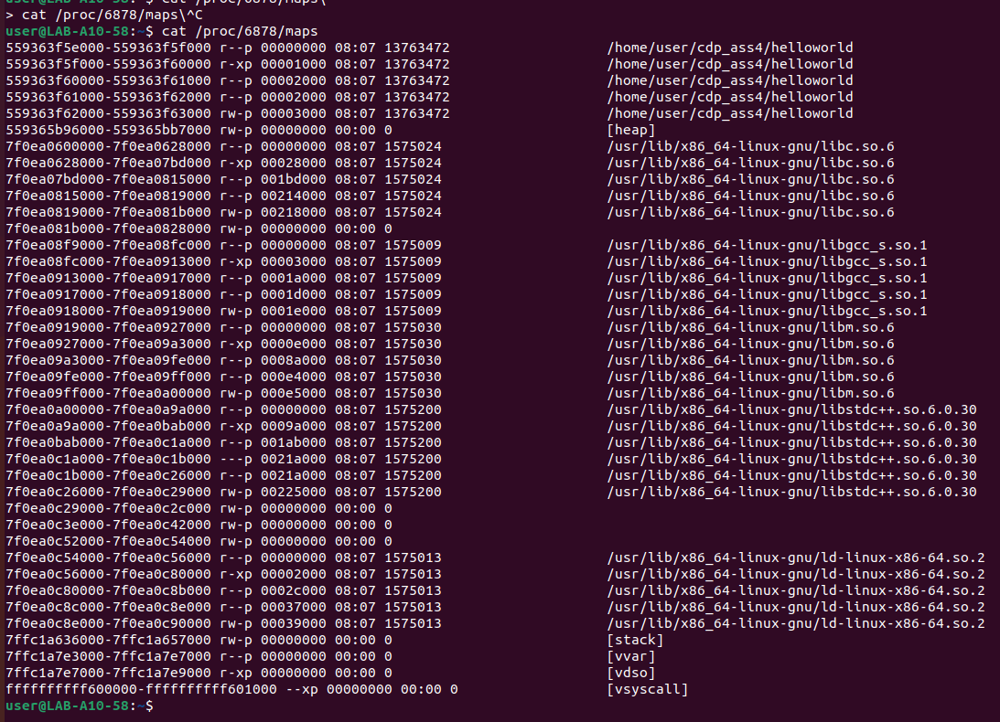 user@LAB-A10-58:~$ cat /proc/6878/maps\
> cat /proc/6878/maps\^C
user@LAB-A10-58:~$ cat /proc/6878/maps
559363f5e000-559363f5f000 r--p 00000000 08:07 13763472 /home/user/cdp_ass4/helloworld
559363f5f000-559363f60000 r-xp 00001000 08:07 13763472 /home/user/cdp_ass4/helloworld
559363f60000-559363f61000 r--p 00002000 08:07 13763472 /home/user/cdp_ass4/helloworld
559363f61000-559363f62000 r--p 00002000 08:07 13763472 /home/user/cdp_ass4/helloworld
559363f62000-559363f63000 rw-p 00003000 08:07 13763472 /home/user/cdp_ass4/helloworld
559365b96000-559365bb7000 rw-p 00000000 00:00 0 [heap]
7f0ea0600000-7f0ea0628000 r--p 00000000 08:07 1575024 /usr/lib/x86_64-linux-gnu/libc.so.6
7f0ea0628000-7f0ea07bd000 r-xp 00028000 08:07 1575024 /usr/lib/x86_64-linux-gnu/libc.so.6
7f0ea07bd000-7f0ea0815000 r--p 001bd000 08:07 1575024 /usr/lib/x86_64-linux-gnu/libc.so.6
7f0ea0815000-7f0ea0819000 r--p 00214000 08:07 1575024 /usr/lib/x86_64-linux-gnu/libc.so.6
7f0ea0819000-7f0ea081b000 rw-p 00218000 08:07 1575024 /usr/lib/x86_64-linux-gnu/libc.so.6
7f0ea081b000-7f0ea0828000 rw-p 00000000 00:00 0
7f0ea08f9000-7f0ea08fc000 r--p 00000000 08:07 1575009 /usr/lib/x86_64-linux-gnu/libgcc_s.so.1
7f0ea08fc000-7f0ea0913000 r-xp 00003000 08:07 1575009 /usr/lib/x86_64-linux-gnu/libgcc_s.so.1
7f0ea0913000-7f0ea0917000 r--p 0001a000 08:07 1575009 /usr/lib/x86_64-linux-gnu/libgcc_s.so.1
7f0ea0917000-7f0ea0918000 r--p 0001d000 08:07 1575009 /usr/lib/x86_64-linux-gnu/libgcc_s.so.1
7f0ea0918000-7f0ea0919000 rw-p 0001e000 08:07 1575009 /usr/lib/x86_64-linux-gnu/libgcc_s.so.1
7f0ea0919000-7f0ea0927000 r--p 00000000 08:07 1575030 /usr/lib/x86_64-linux-gnu/libm.so.6
7f0ea0927000-7f0ea09a3000 r-xp 0000e000 08:07 1575030 /usr/lib/x86_64-linux-gnu/libm.so.6
7f0ea09a3000-7f0ea09fe000 r--p 0008a000 08:07 1575030 /usr/lib/x86_64-linux-gnu/libm.so.6
7f0ea09fe000-7f0ea09ff000 r--p 000e4000 08:07 1575030 /usr/lib/x86_64-linux-gnu/libm.so.6
7f0ea09ff000-7f0ea0a00000 rw-p 000e5000 08:07 1575030 /usr/lib/x86_64-linux-gnu/libm.so.6
7f0ea0a00000-7f0ea0a9a000 r--p 00000000 08:07 1575200 /usr/lib/x86_64-linux-gnu/libstdc++.so.6.0.30
7f0ea0a9a000-7f0ea0bab000 r-xp 0009a000 08:07 1575200 /usr/lib/x86_64-linux-gnu/libstdc++.so.6.0.30
7f0ea0bab000-7f0ea0c1a000 r--p 001ab000 08:07 1575200 /usr/lib/x86_64-linux-gnu/libstdc++.so.6.0.30
7f0ea0c1a000-7f0ea0c1b000 ---p 0021a000 08:07 1575200 /usr/lib/x86_64-linux-gnu/libstdc++.so.6.0.30
7f0ea0c1b000-7f0ea0c26000 r--p 0021a000 08:07 1575200 /usr/lib/x86_64-linux-gnu/libstdc++.so.6.0.30
7f0ea0c26000-7f0ea0c29000 rw-p 00225000 08:07 1575200 /usr/lib/x86_64-linux-gnu/libstdc++.so.6.0.30
7f0ea0c29000-7f0ea0c2c000 rw-p 00000000 00:00 0
7f0ea0c3e000-7f0ea0c42000 rw-p 00000000 00:00 0
7f0ea0c52000-7f0ea0c54000 rw-p 00000000 00:00 0
7f0ea0c54000-7f0ea0c56000 r--p 00000000 08:07 1575013 /usr/lib/x86_64-linux-gnu/ld-linux-x86-64.so.2
7f0ea0c56000-7f0ea0c80000 r-xp 00002000 08:07 1575013 /usr/lib/x86_64-linux-gnu/ld-linux-x86-64.so.2
7f0ea0c80000-7f0ea0c8b000 r--p 0002c000 08:07 1575013 /usr/lib/x86_64-linux-gnu/ld-linux-x86-64.so.2
7f0ea0c8c000-7f0ea0c8e000 r--p 00037000 08:07 1575013 /usr/lib/x86_64-linux-gnu/ld-linux-x86-64.so.2
7f0ea0c8e000-7f0ea0c90000 rw-p 00039000 08:07 1575013 /usr/lib/x86_64-linux-gnu/ld-linux-x86-64.so.2
7ffc1a636000-7ffc1a657000 rw-p 00000000 00:00 0 [stack]
7ffc1a7e3000-7ffc1a7e7000 r--p 00000000 00:00 0 [vvar]
7ffc1a7e7000-7ffc1a7e9000 r-xp 00000000 00:00 0 [vdso]
ffffffffff600000-ffffffffff601000 --xp 00000000 00:00 0 [vsyscall]
user@LAB-A10-58:~$